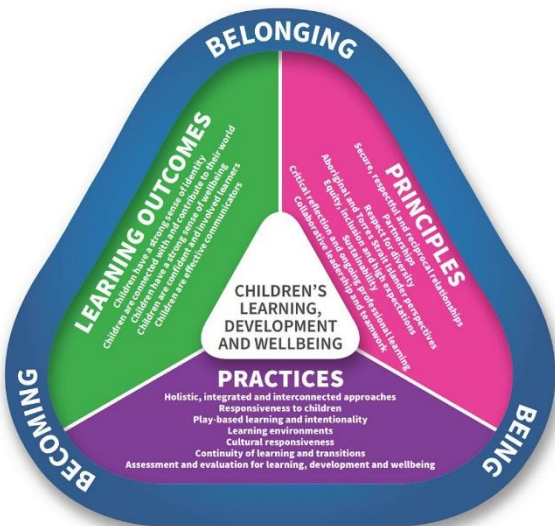 BELONGING
LEARNING OUTCOMES
Children have a strong sense of identity
Children are connected with and contribute to their world
Children have a strong sense of wellbeing
Children are confident and involved learners
Children are effective communicators
PRINCIPLES
Secure, respectful and reciprocal relationships
Partnerships
Respect for diversity
Aboriginal and Torres Strait Islander perspectives
Equity, inclusion and high expectations
Sustainability
Critical reflection and ongoing professional learning
Collaborative leadership and teamwork
CHILDREN'S
LEARNING,
DEVELOPMENT
AND WELLBEING
PRACTICES
Holistic, integrated and interconnected approaches
Responsiveness to children
Play-based learning and intentionality
Learning environments
Cultural responsiveness
Continuity of learning and transitions
Assessment and evaluation for learning, development and wellbeing
BECOMING
BEING